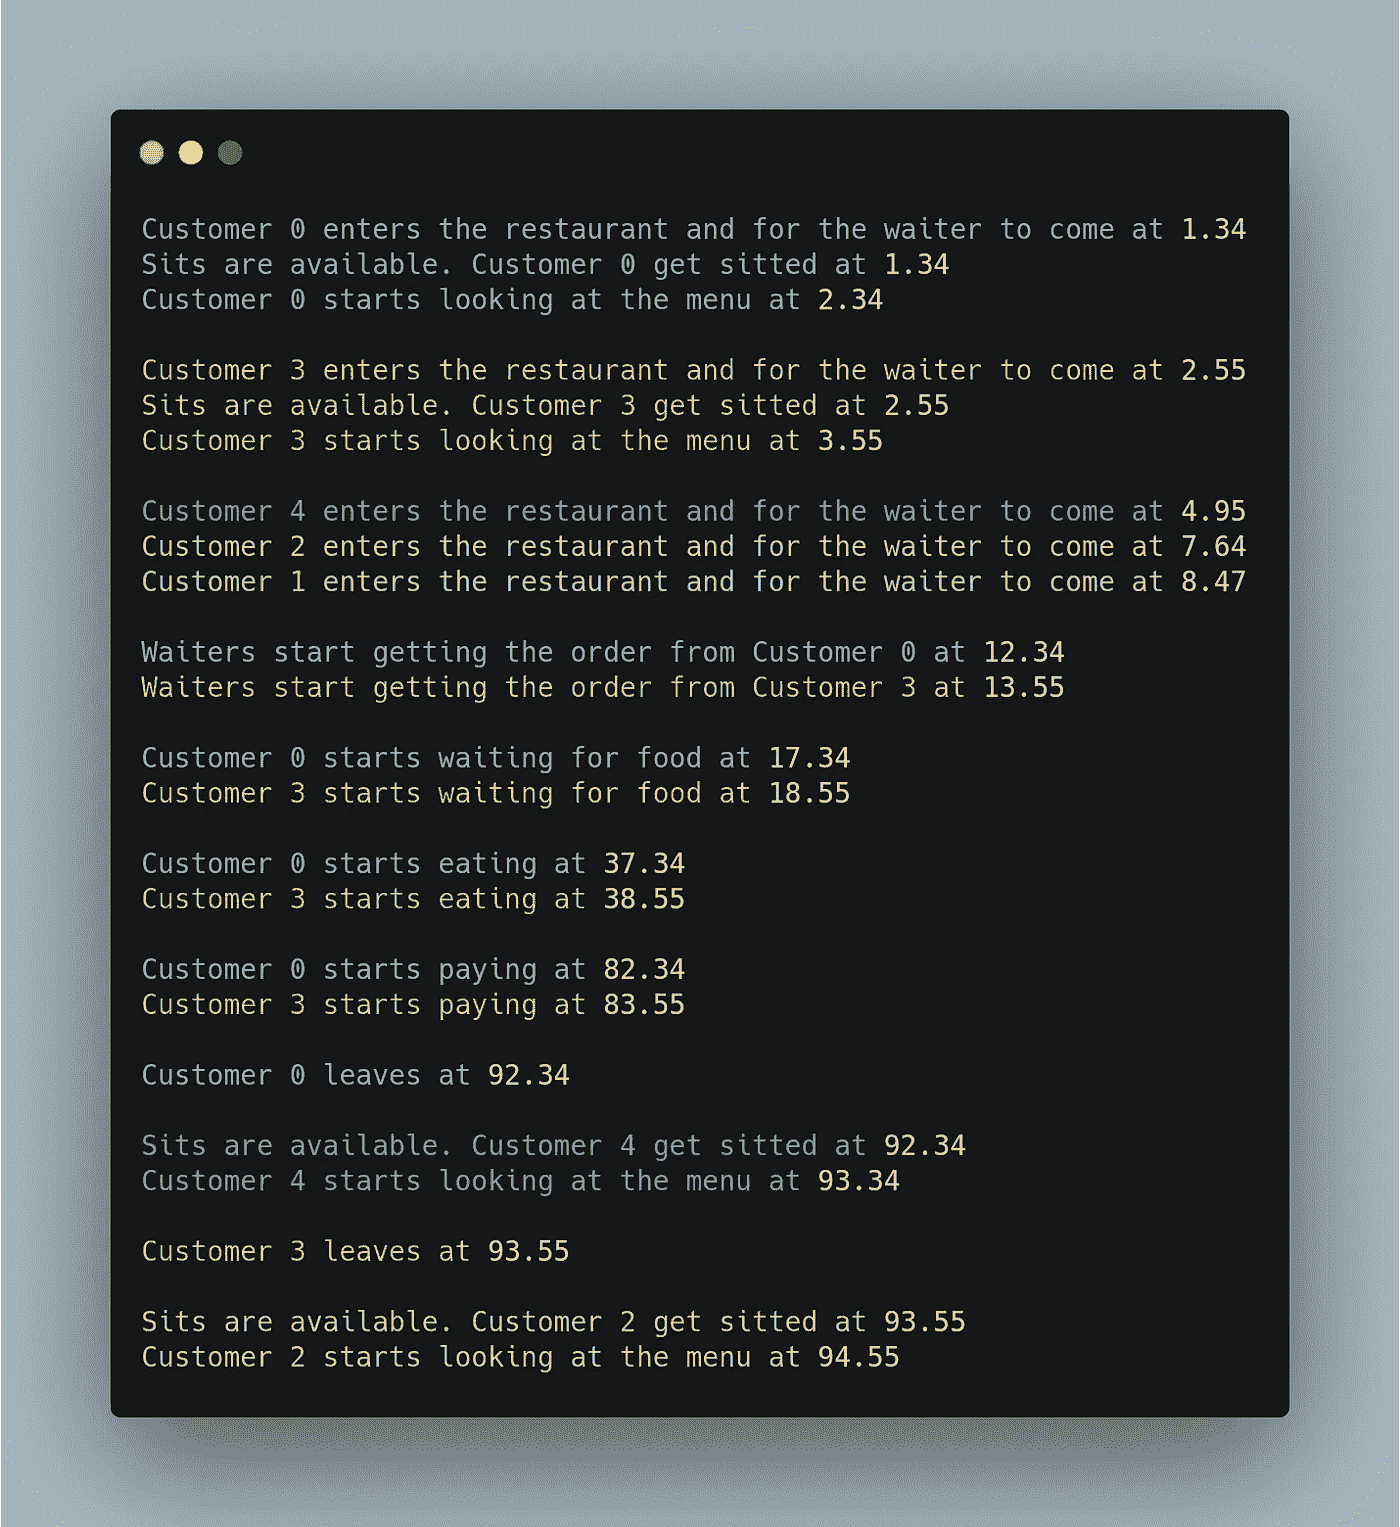 Customer 0 enters the restaurant and for the waiter to come at 1.34
Sits are available. Customer 0 get sitted at 1.34
Customer 0 starts looking at the menu at 2.34
Customer 3 enters the restaurant and for the waiter to come at 2.55
Sits are available. Customer 3 get sitted at 2.55
Customer 3 starts looking at the menu at 3.55
Customer 4 enters the restaurant and for the waiter to come at 4.95
Customer 2 enters the restaurant and for the waiter to come at 7.64
Customer 1 enters the restaurant and for the waiter to come at 8.47
Waiters start getting the order from Customer 0 at 12.34
Waiters start getting the order from Customer 3 at 13.55
Customer 0 starts waiting for food at 17.34
Customer 3 starts waiting for food at 18.55
Customer 0 starts eating at 37.34
Customer 3 starts eating at 38.55
Customer 0 starts paying at 82.34
Customer 3 starts paying at 83.55
Customer 0 leaves at 92.34
Sits are available. Customer 4 get sitted at 92.34
Customer 4 starts looking at the menu at 93.34
Customer 3 leaves at 93.55
Sits are available. Customer 2 get sitted at 93.55
Customer 2 starts looking at the menu at 94.55